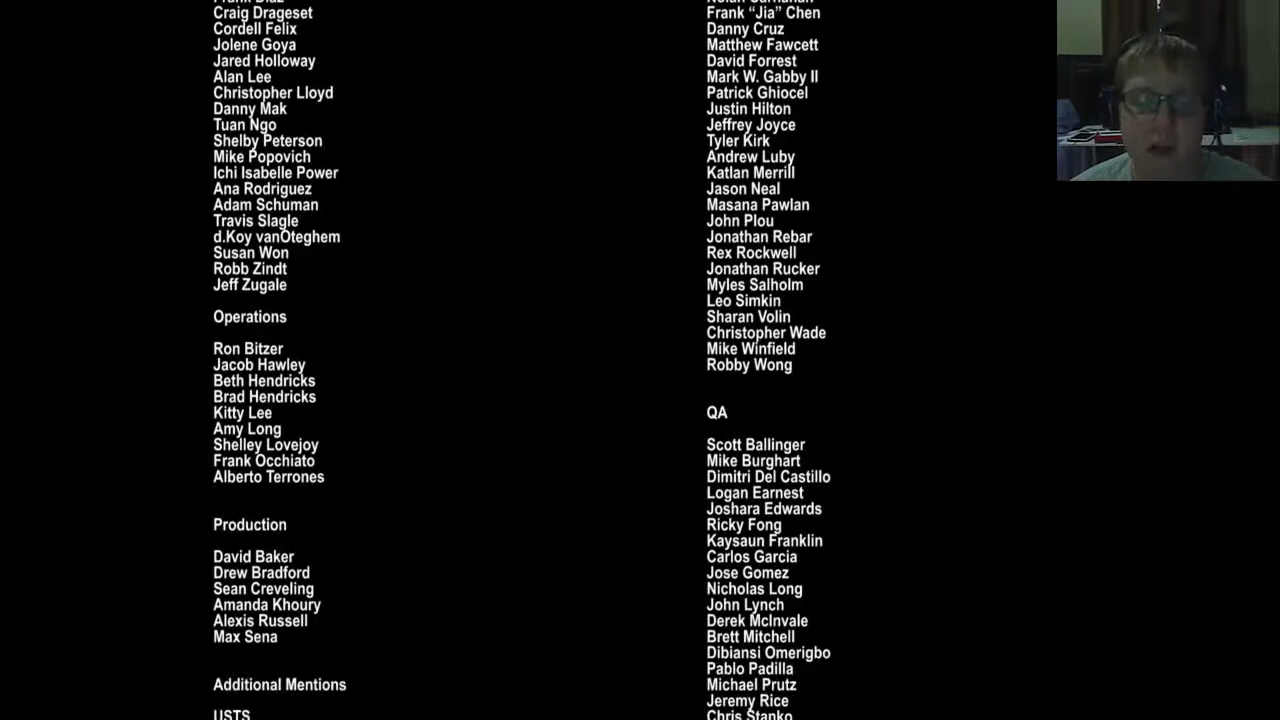 Craig Drageset
Cordell Felix
Jolene Goya
Jared Holloway
Alan Lee
Christopher Lloyd
Danny Mak
Tuan Ngo
Shelby Peterson
Mike Popovich
Ichi Isabelle Power
Ana Rodriguez
Adam Schuman
Travis Slagle
d.Koy vanOteghem
Susan Won
Robb Zindt
Jeff Zugale
Operations
Ron Bitzer
Jacob Hawley
Beth Hendricks
Brad Hendricks
Kitty Lee
Amy Long
Shelley Lovejoy
Frank Occhiato
Alberto Terrones
Production
David Baker
Drew Bradford
Sean Creveling
Amanda Khoury
Alexis Russell
Max Sena
Additional Mentions
USTS
Frank “Jia” Chen
Danny Cruz
Matthew Fawcett
David Forrest
Mark W. Gabby II
Patrick Ghiocel
Justin Hilton
Jeffrey Joyce
Tyler Kirk
Andrew Luby
Katlan Merrill
Jason Neal
Masana Pawlan
John Plou
Jonathan Rebar
Rex Rockwell
Jonathan Rucker
Myles Salholm
Leo Simkin
Sharan Volin
Christopher Wade
Mike Winfield
Robby Wong
QA
Scott Ballinger
Mike Burghart
Dimitri Del Castillo
Logan Earnest
Joshara Edwards
Ricky Fong
Kaysaun Franklin
Carlos Garcia
Jose Gomez
Nicholas Long
John Lynch
Derek McInvale
Brett Mitchell
Dibiansi Omerigbo
Pablo Padilla
Michael Prutz
Jeremy Rice
Chris Stanko